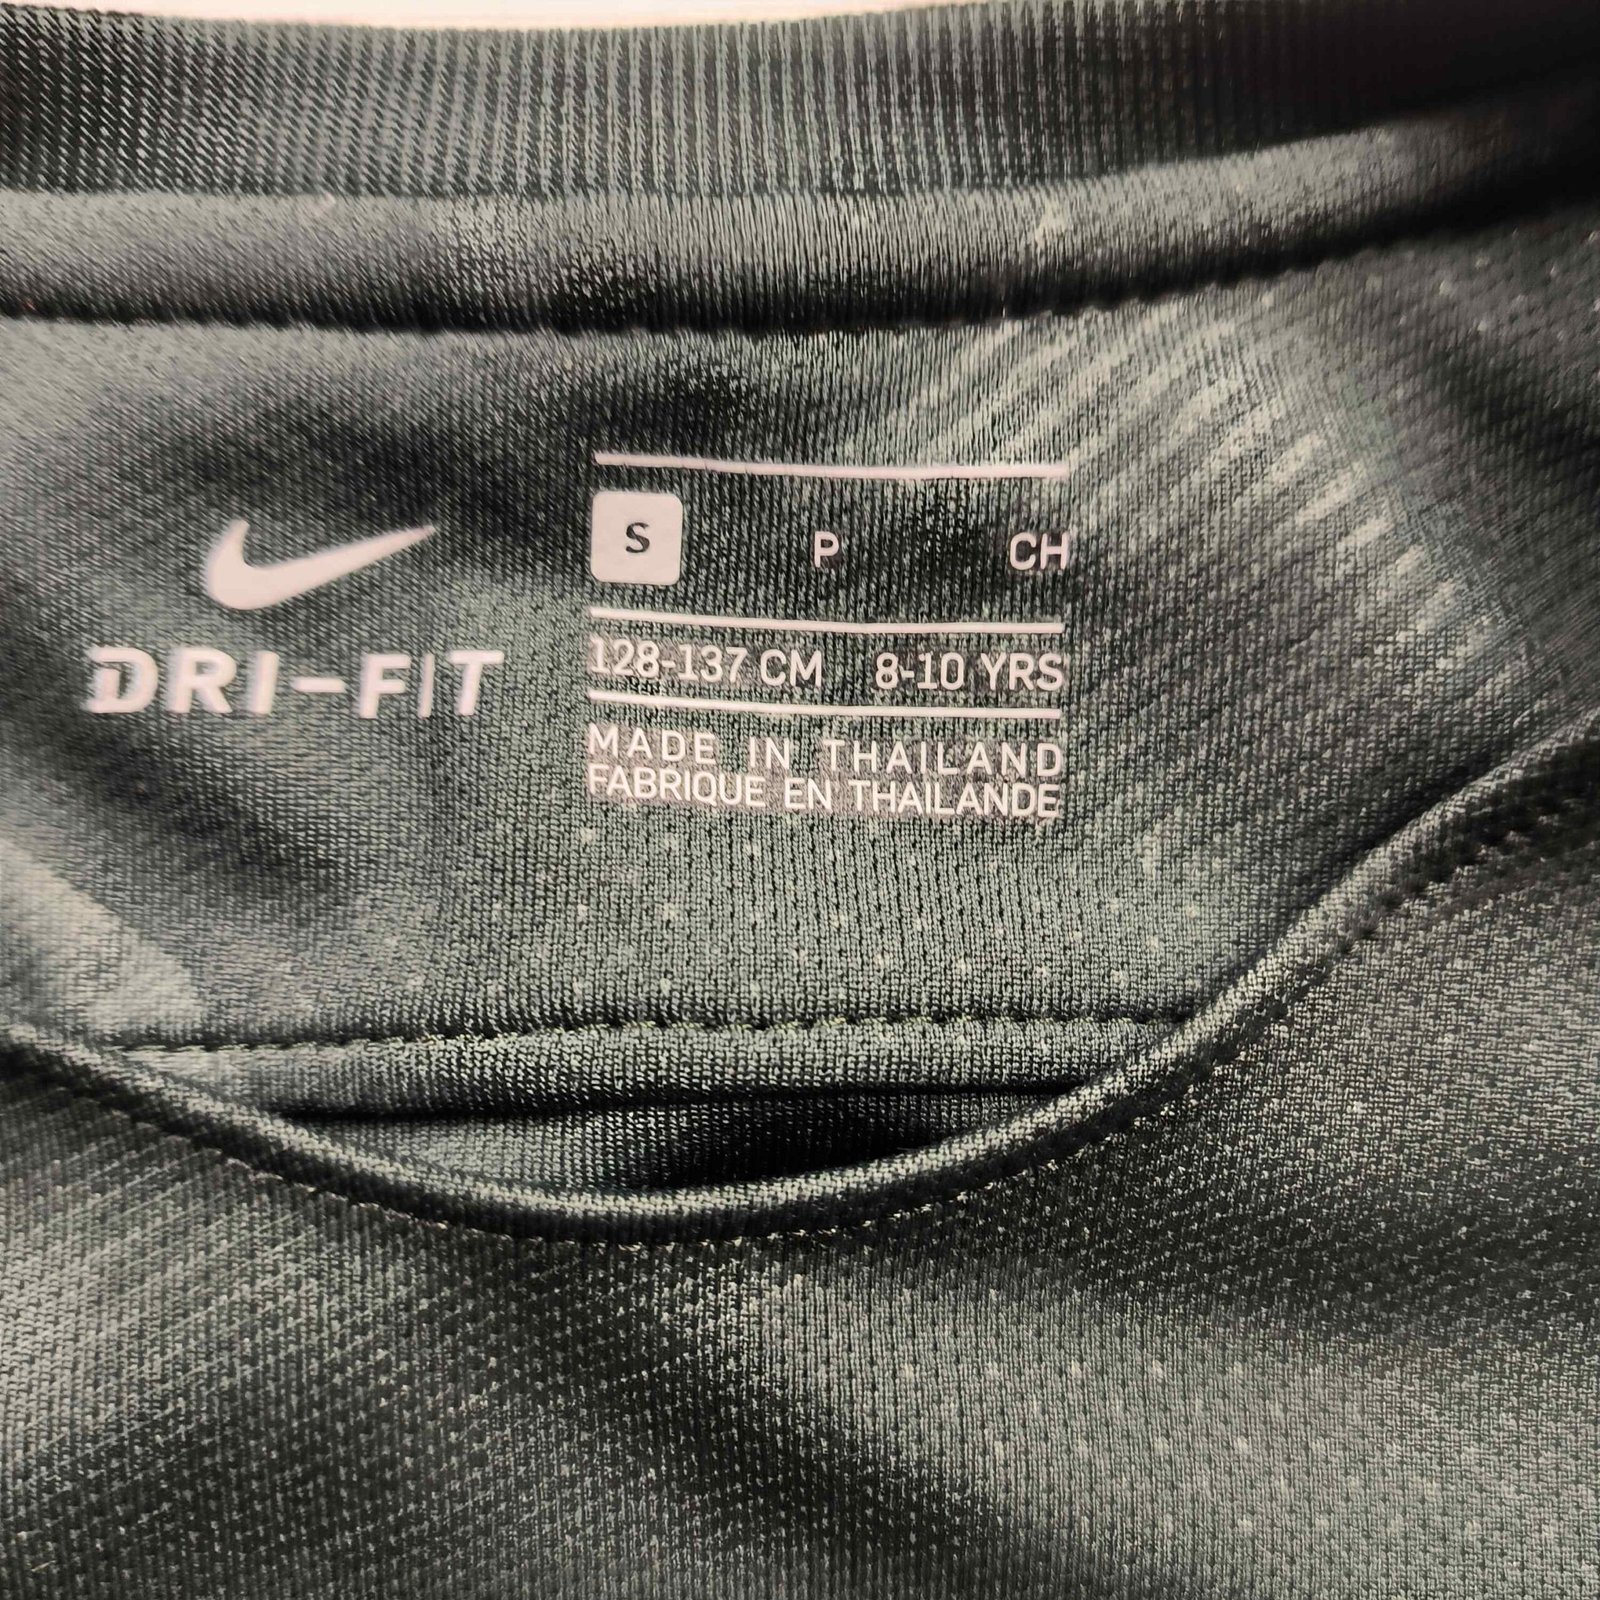 DRI-FIT
S P CH
128-137 CM 8-10 YRS
MADE IN THAILAND
FABRIQUE EN THAILANDE